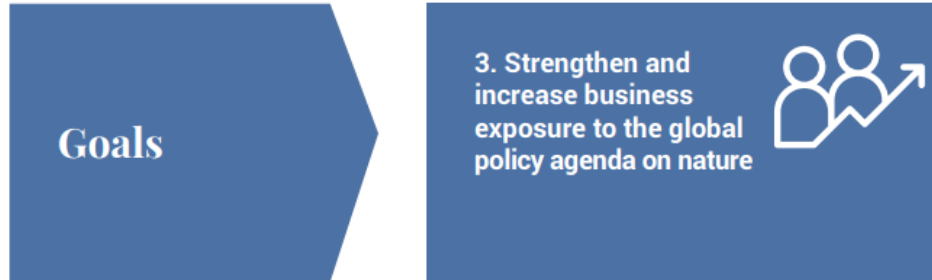 Goals
3. Strengthen and
increase business
exposure to the global
policy agenda on nature